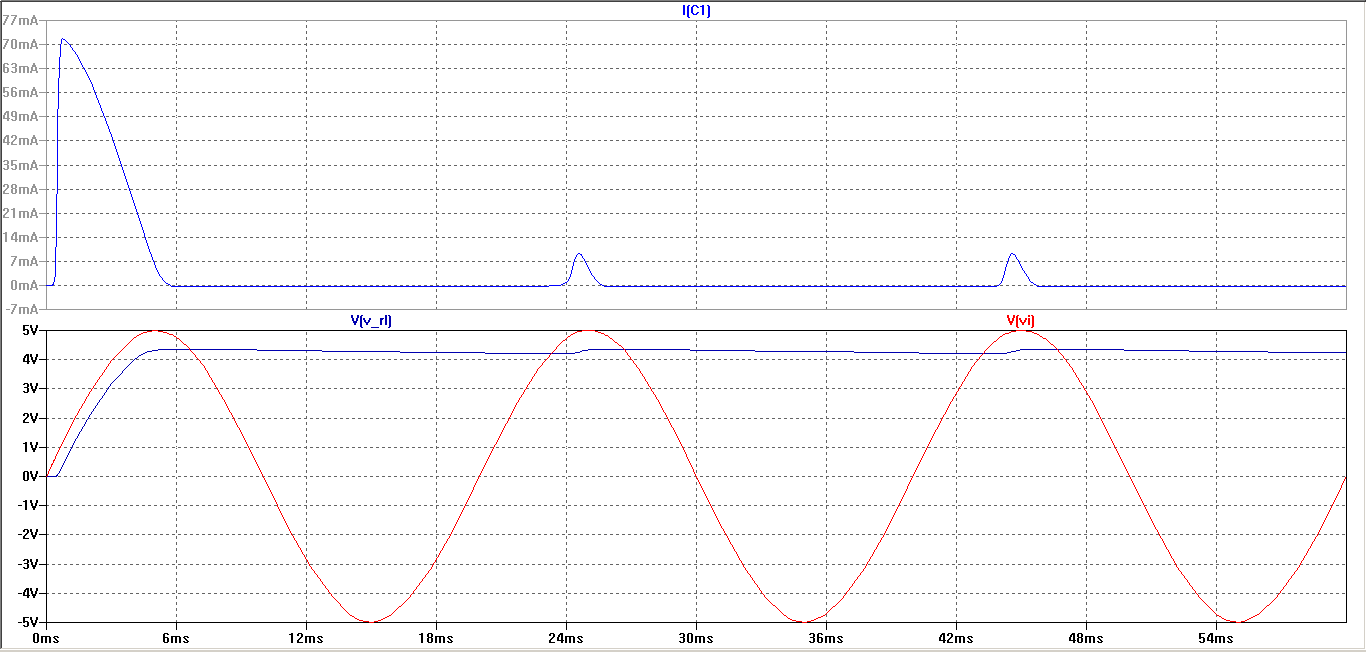 I(C1)
77mA
70mA
63mA
56mA
49mA
42mA
35mA
28mA
21mA
14mA
7mA
0mA
-7mA
V(v_rl) V(vi)
5V
4V
3V
2V
1V
0V
-1V
-2V
-3V
-4V
-5V
0ms 6ms 12ms 18ms 24ms 30ms 36ms 42ms 48ms 54ms